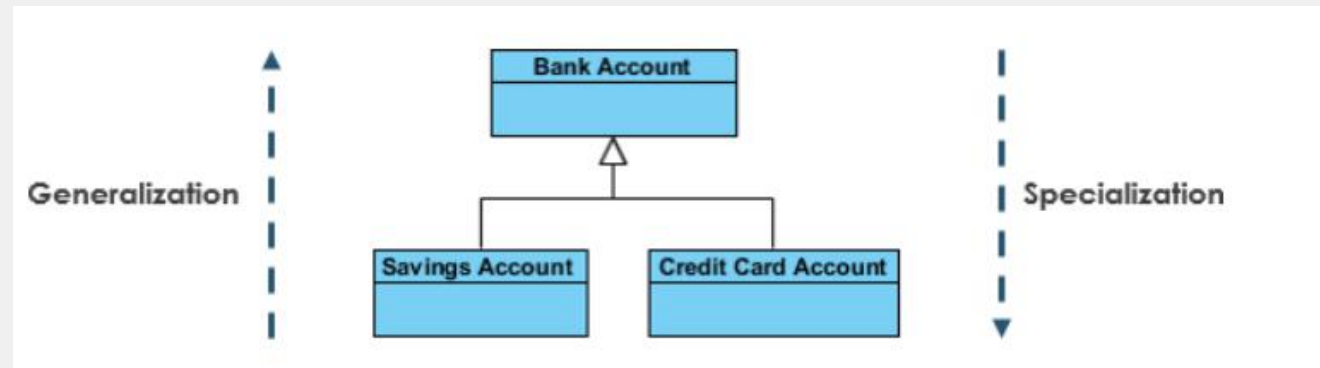 Bank Account
Generalization
Specialization
Savings Account
Credit Card Account